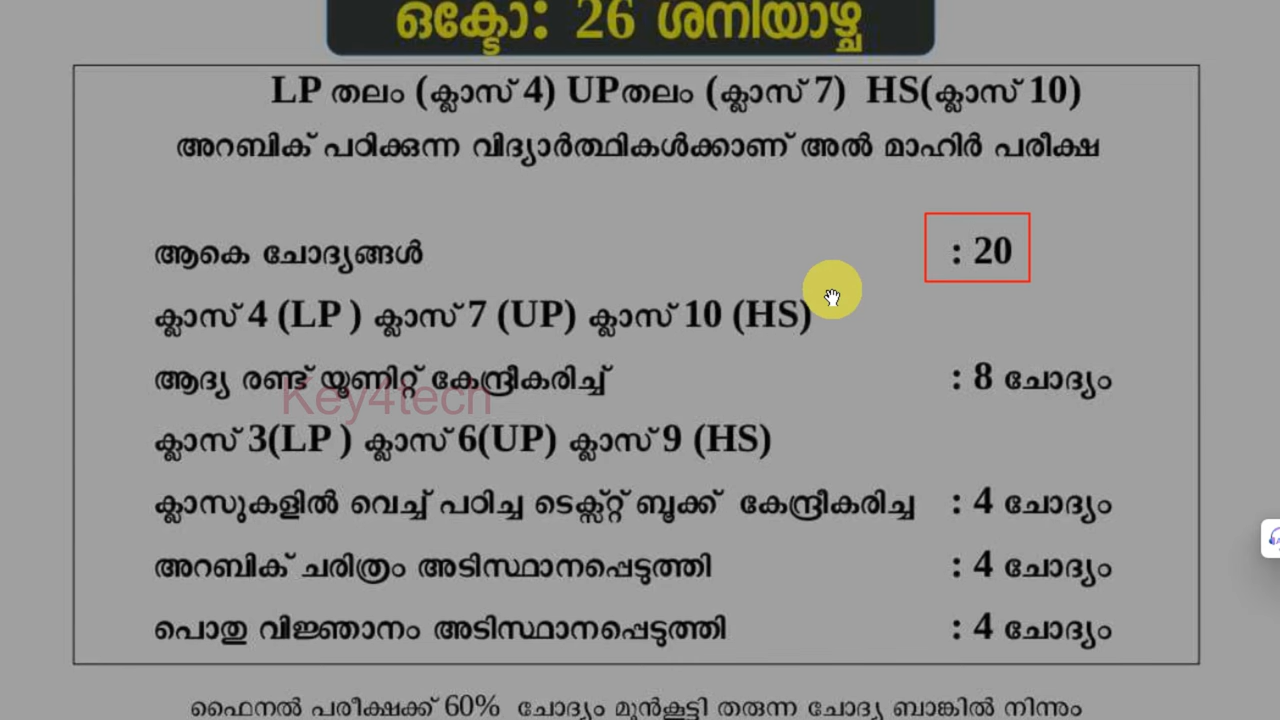 ഒക്ടോ: 26 ശനിയാഴ്ച
LP തലം (ക്ലാസ് 4) UPതലം (ക്ലാസ് 7) HS(ക്ലാസ് 10)
അറബിക് പഠിക്കുന്ന വിദ്യാർത്ഥികൾക്കാണ് അൽ മാഹിർ പരീക്ഷ
ആകെ ചോദ്യങ്ങൾ : 20
ക്ലാസ് 4 (LP ) ക്ലാസ് 7 (UP) ക്ലാസ് 10 (HS)
ആദ്യ രണ്ട് യൂണിറ്റ് കേന്ദ്രീകരിച്ച് : 8 ചോദ്യം
Key4tech
ക്ലാസ് 3(LP ) ക്ലാസ് 6(UP) ക്ലാസ് 9 (HS)
ക്ലാസുകളിൽ വെച്ച് പഠിച്ച ടെക്സ്റ്റ് ബൂക്ക് കേന്ദ്രീകരിച്ച : 4 ചോദ്യം
അറബിക് ചരിത്രം അടിസ്ഥാനപ്പെടുത്തി : 4 ചോദ്യം
പൊതു വിജ്ഞാനം അടിസ്ഥാനപ്പെടുത്തി : 4 ചോദ്യം
ഫൈനൽ പരീക്ഷക്ക് 60% ചോദ്യം മുൻകൂട്ടി തരുന്ന ചോദ്യ ബാങ്കിൽ നിന്നും